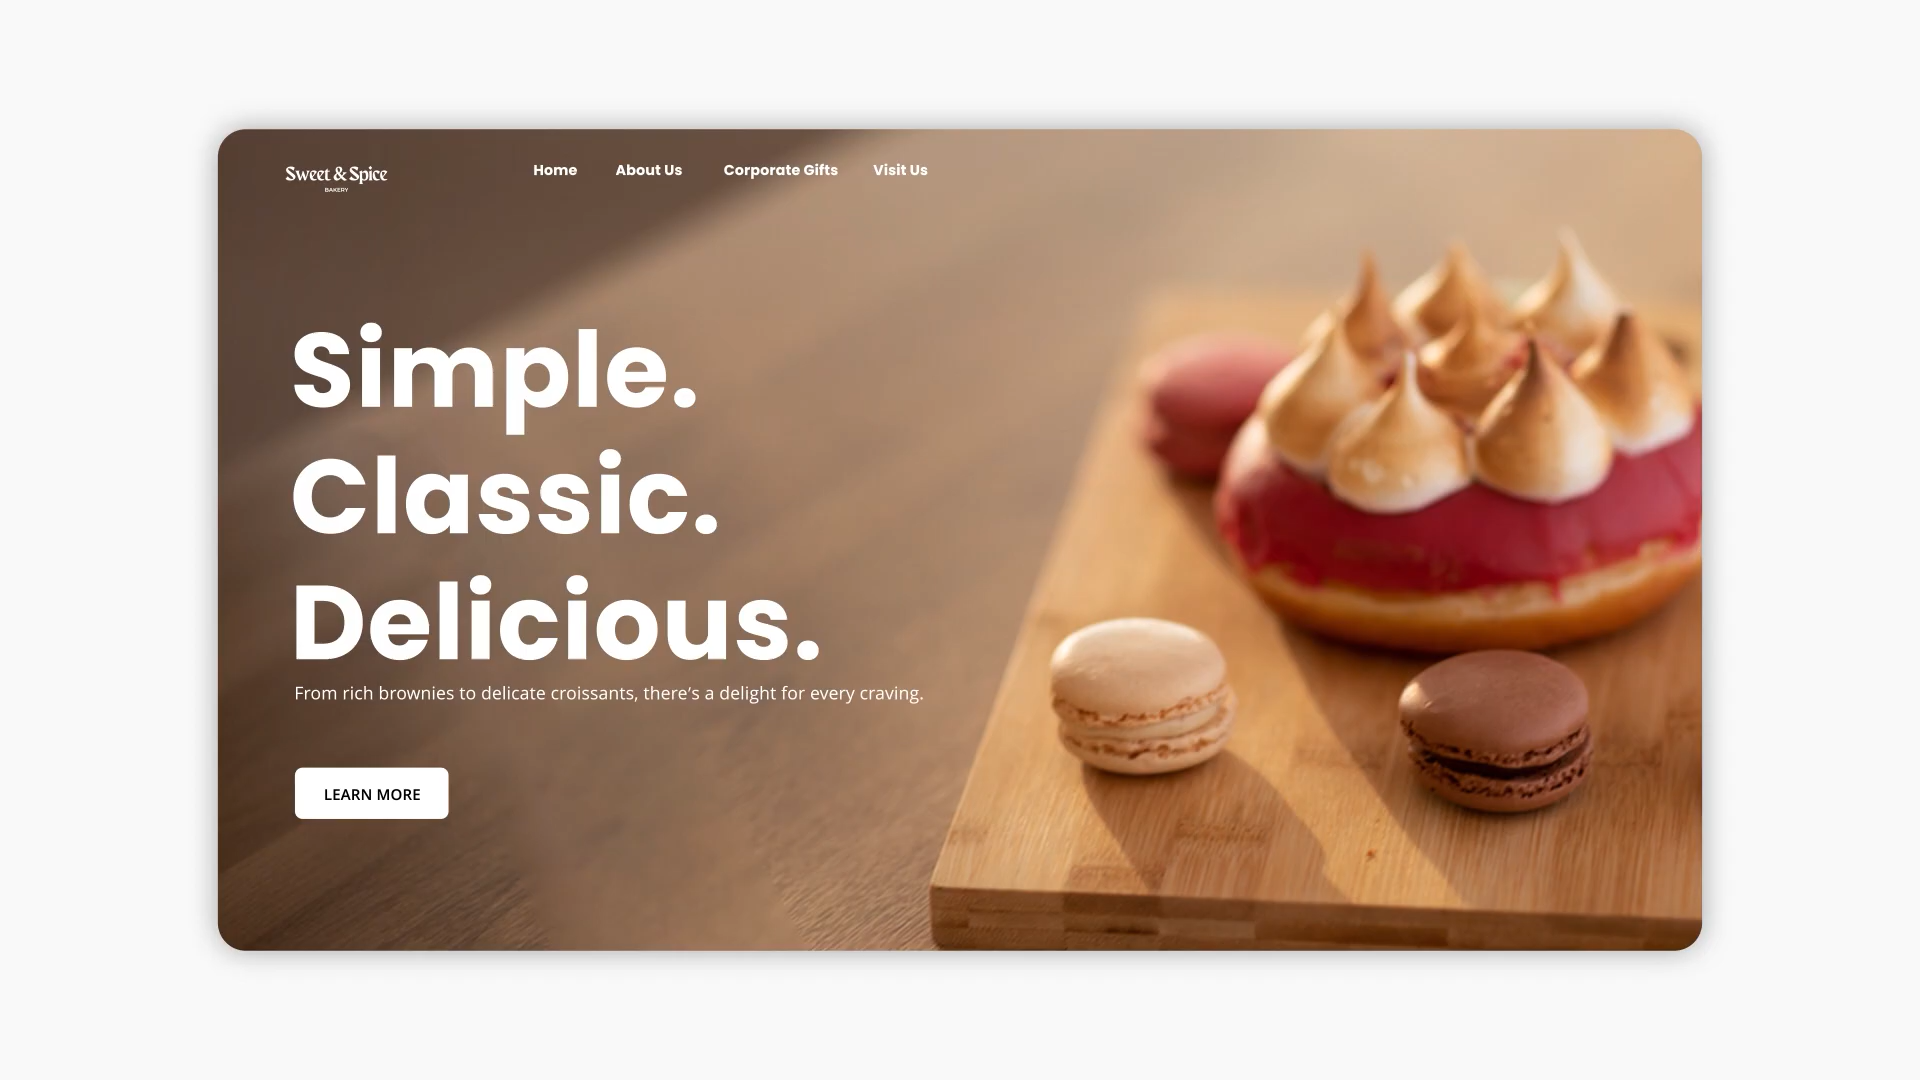 Sweet & Spice
BAKERY
Home About Us Corporate Gifts Visit Us
Simple.
Classic.
Delicious.
From rich brownies to delicate croissants, there's a delight for every craving.
LEARN MORE